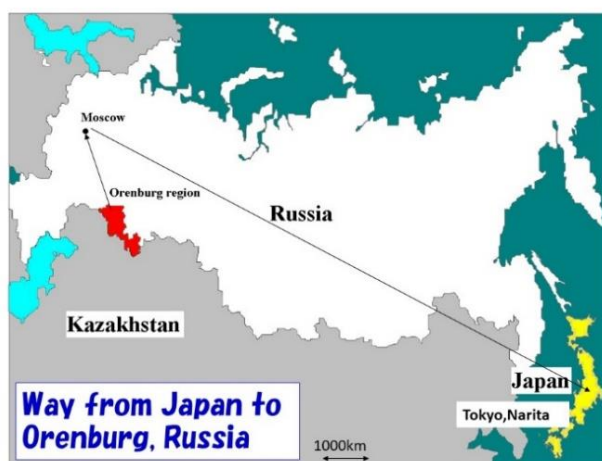 Moscow
Orenburg region
Russia
Kazakhstan
Japan
Tokyo,Narita
Way from Japan to
Orenburg, Russia
1000km